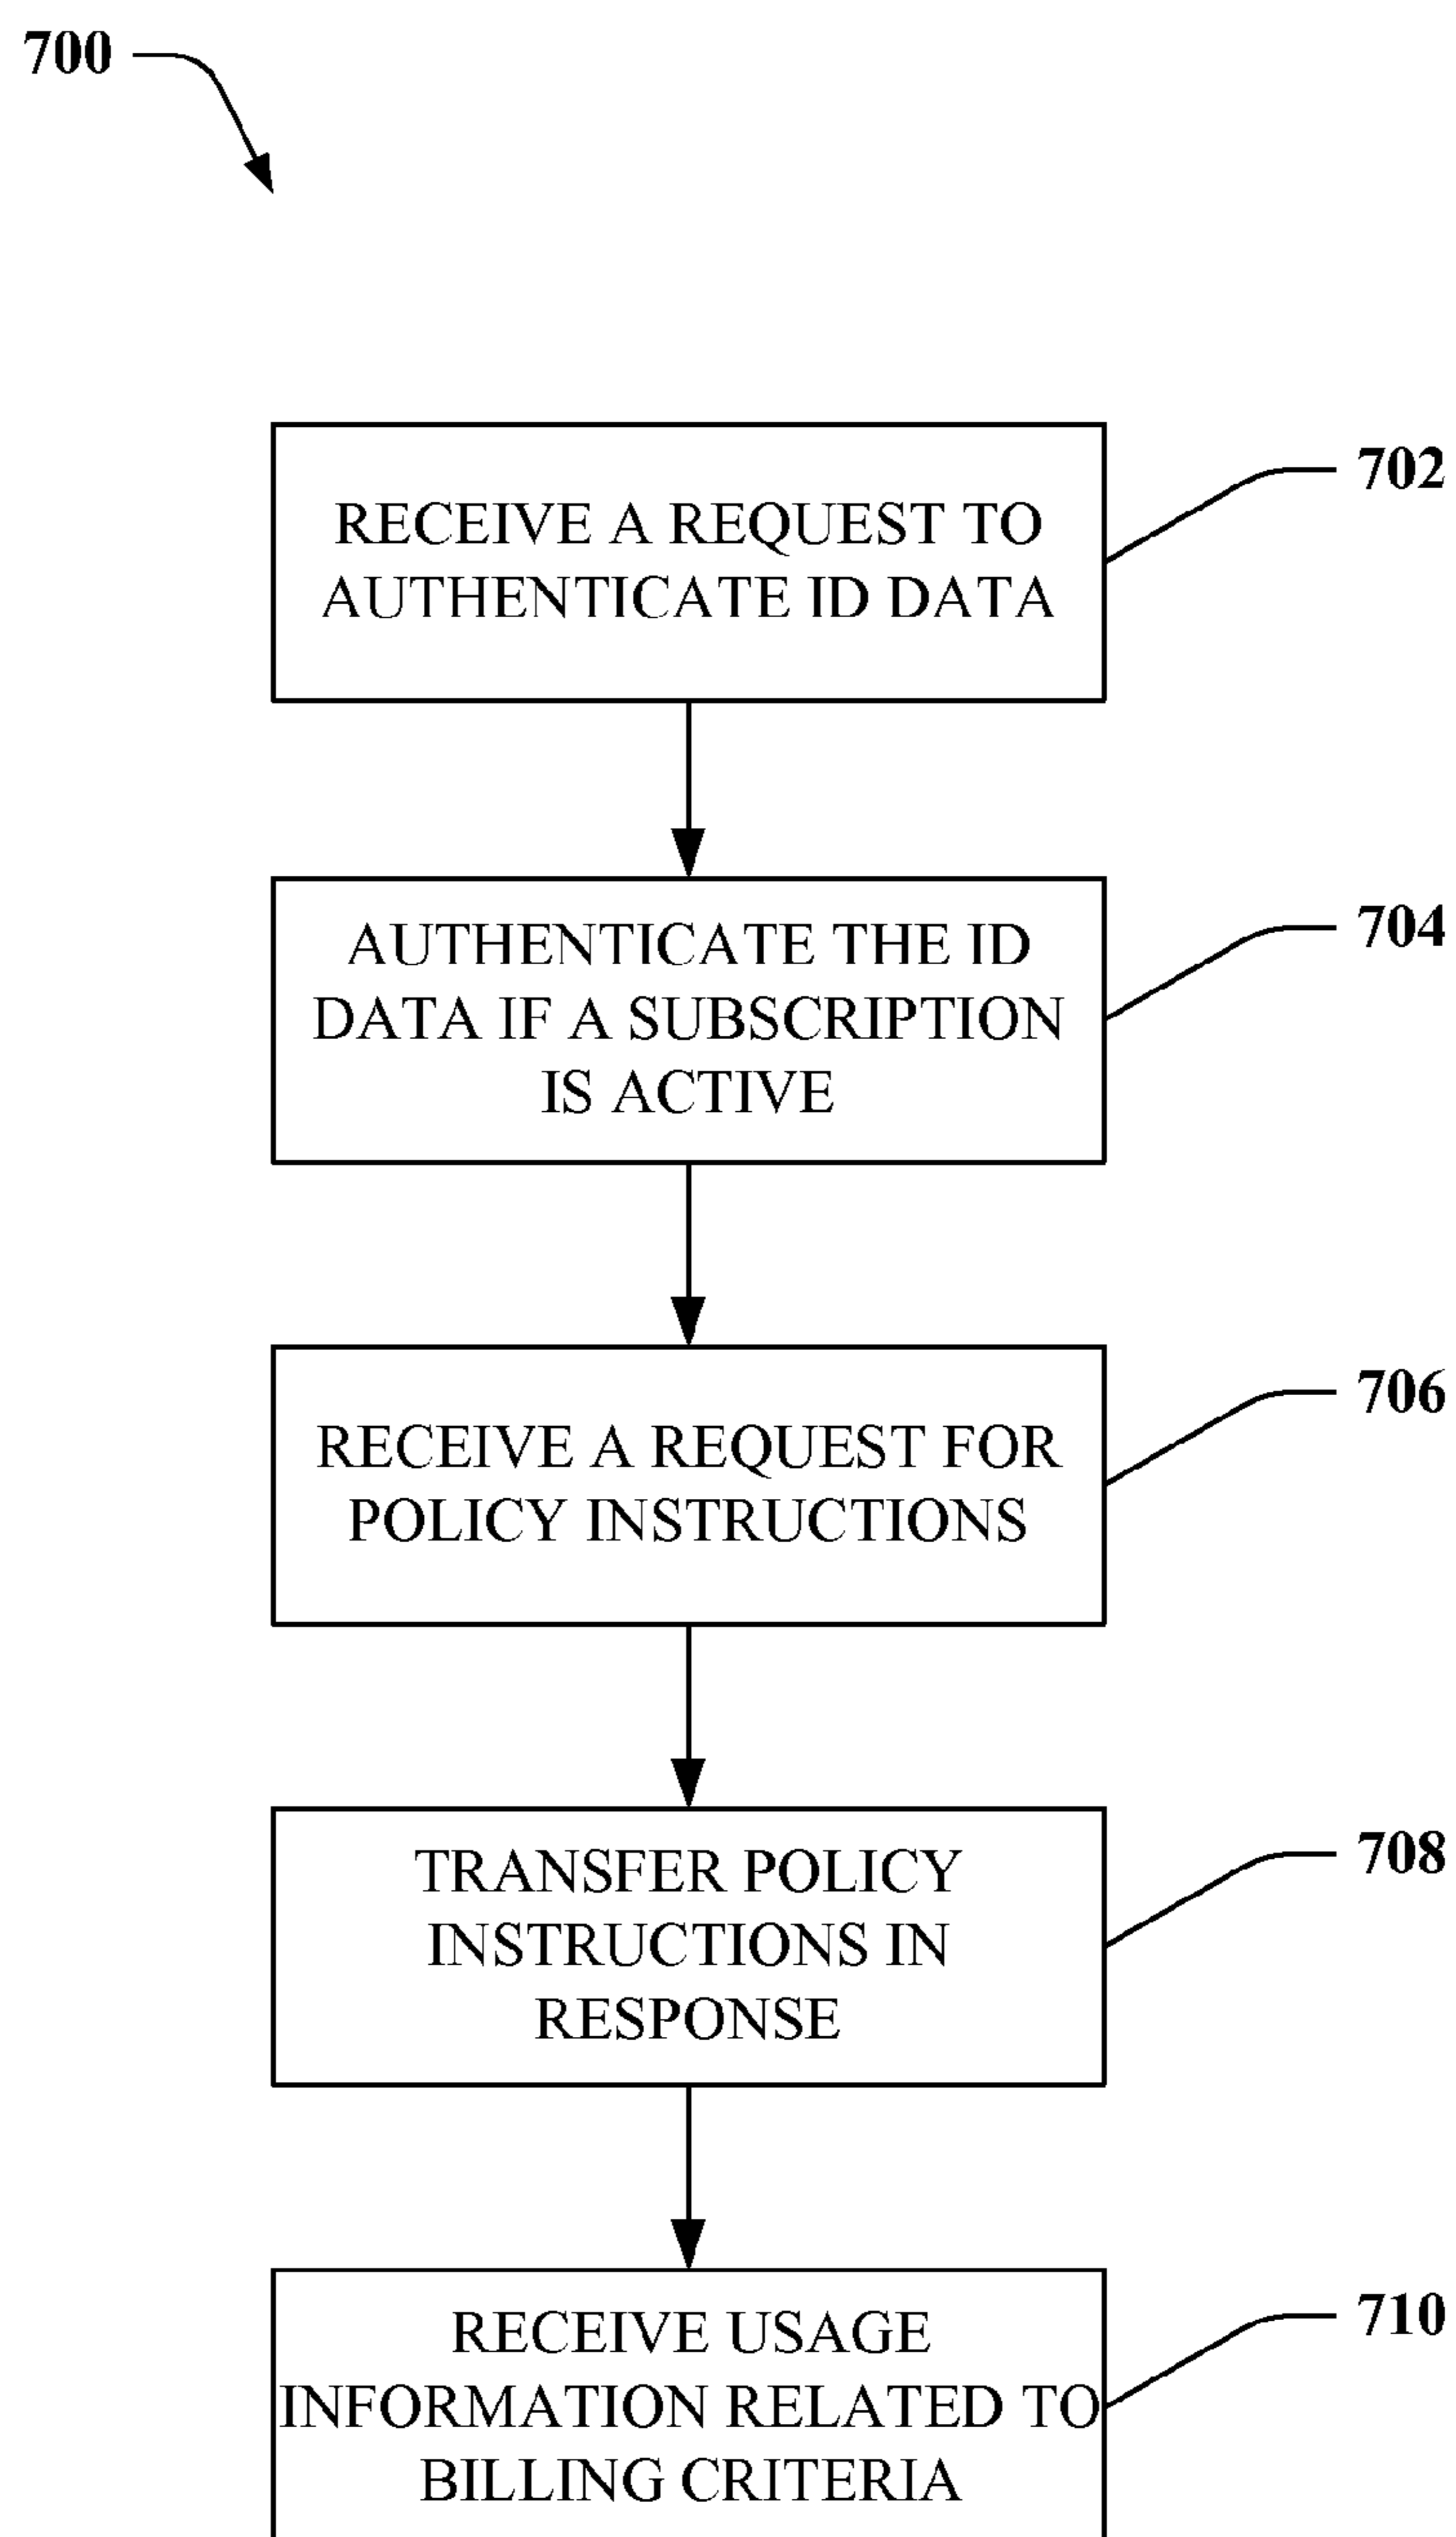 700
RECEIVE A REQUEST TO
AUTHENTICATE ID DATA
702
AUTHENTICATE THE ID
DATA IF A SUBSCRIPTION
IS ACTIVE
704
RECEIVE A REQUEST FOR
POLICY INSTRUCTIONS
706
TRANSFER POLICY
INSTRUCTIONS IN
RESPONSE
708
RECEIVE USAGE
INFORMATION RELATED TO
BILLING CRITERIA
710